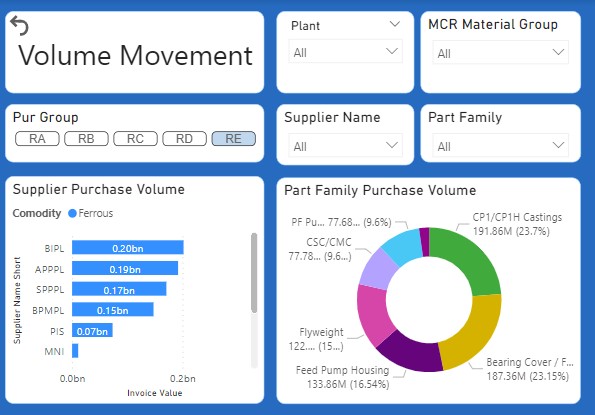 Volume Movement
Plant
All
MCR Material Group
All
Pur Group
RA RB RC RD RE
Supplier Name
All
Part Family
All
Supplier Purchase Volume
Comodity Ferrous
Supplier Name Short
BIPL 0.20bn
APPPL 0.19bn
SPPPL 0.17bn
BPMPL 0.15bn
PIS 0.07bn
MNI
0.0bn 0.2bn
Invoice Value
Part Family Purchase Volume
PF Pu... 77.68... (9.6%)
CP1/CP1H Castings
191.86M (23.7%)
CSC/CMC
77.78... (9.6...)
Flyweight
122.... (15...)
Feed Pump Housing
133.86M (16.54%)
Bearing Cover / F...
187.36M (23.15%)